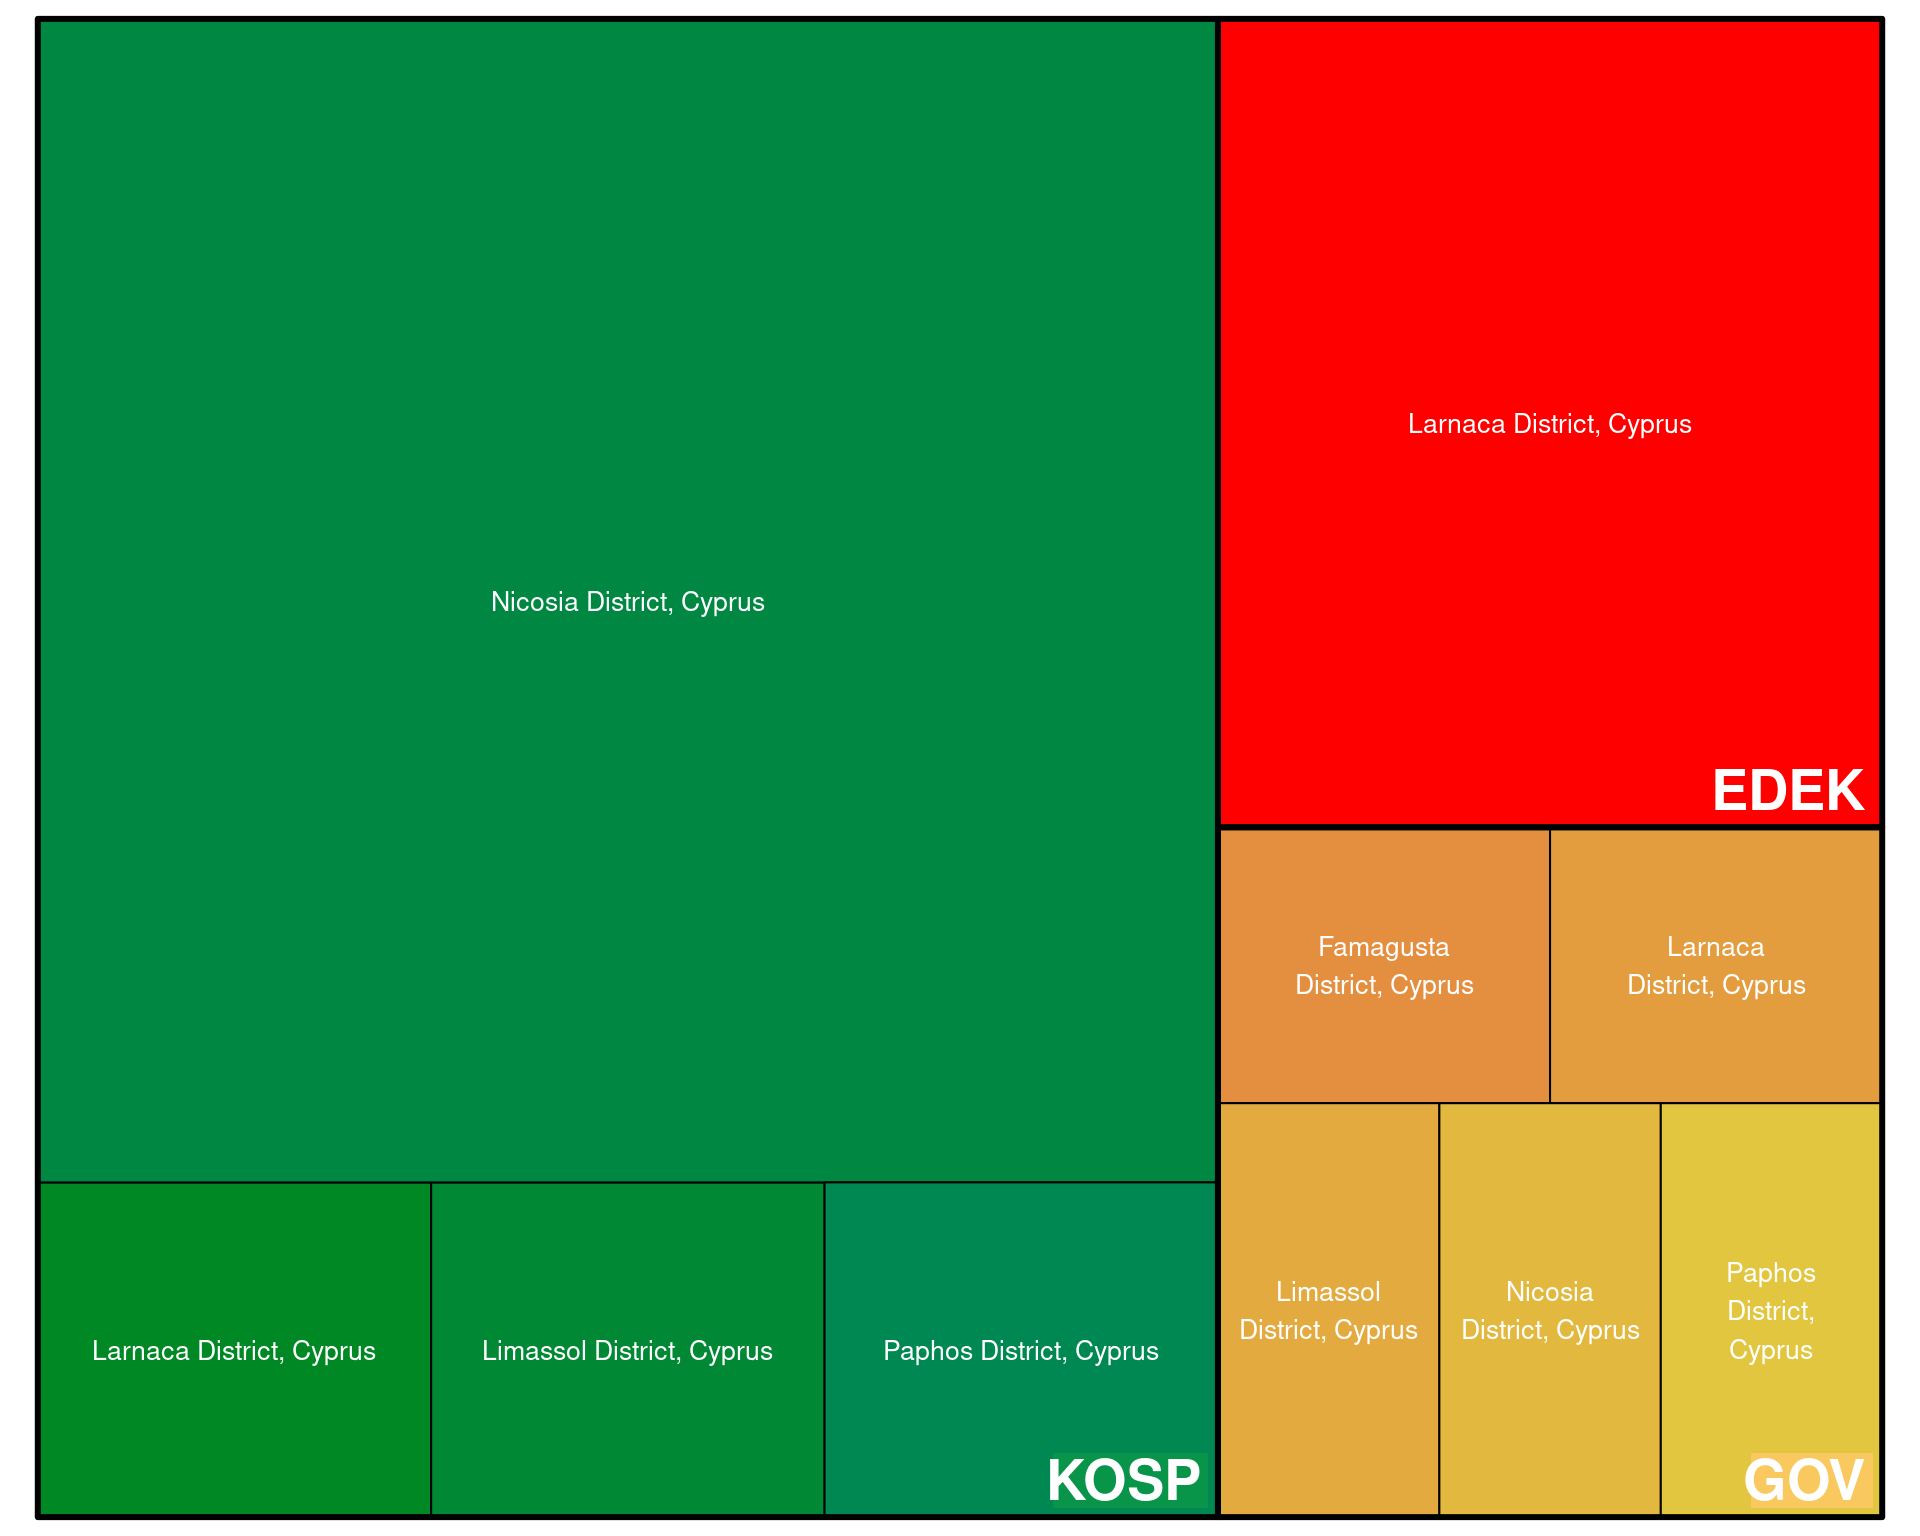 Nicosia District, Cyprus
Larnaca District, Cyprus
Limassol District, Cyprus
Paphos District, Cyprus
KOSP
Larnaca District, Cyprus
EDEK
Famagusta
District, Cyprus
Larnaca
District, Cyprus
Limassol
District, Cyprus
Nicosia
District, Cyprus
Paphos
District,
Cyprus
GOV